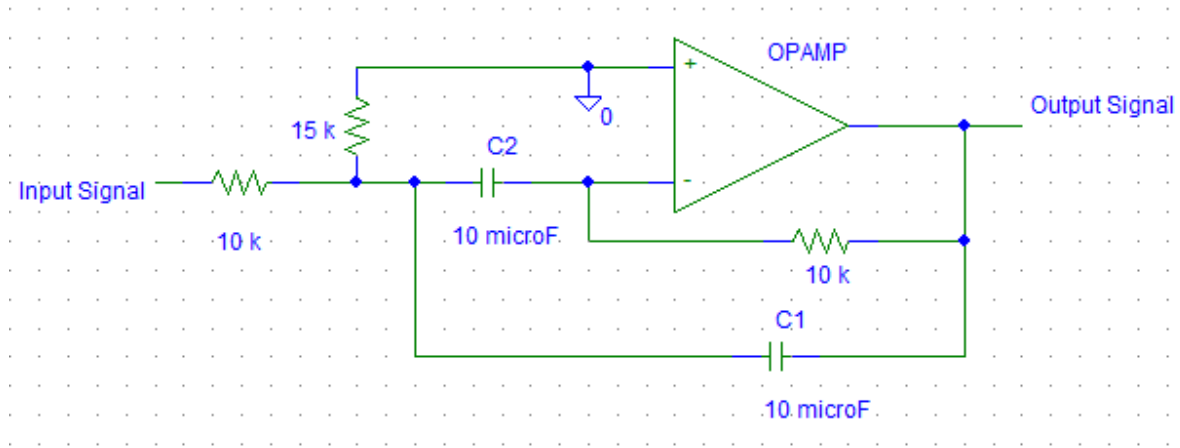 OPAMP
+
Output Signal
0
15 k
C2
Input Signal
-
10 k
10 microF
10 k
C1
10 microF